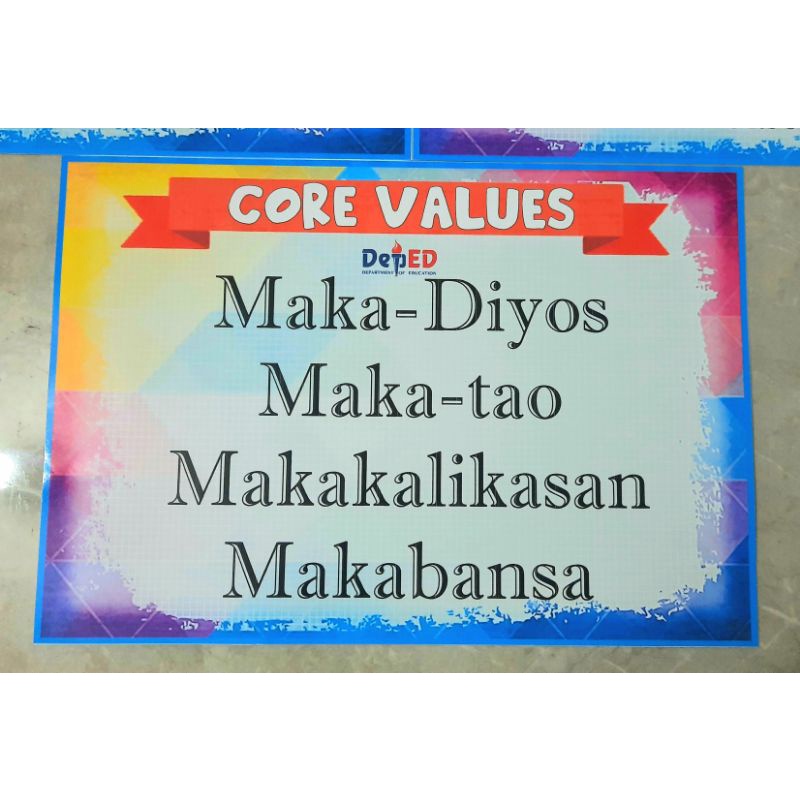 CORE VALUES
DepED
DEPARTMENT OF EDUCATION
Maka-Diyos
Maka-tao
Makakalikasan
Makabansa